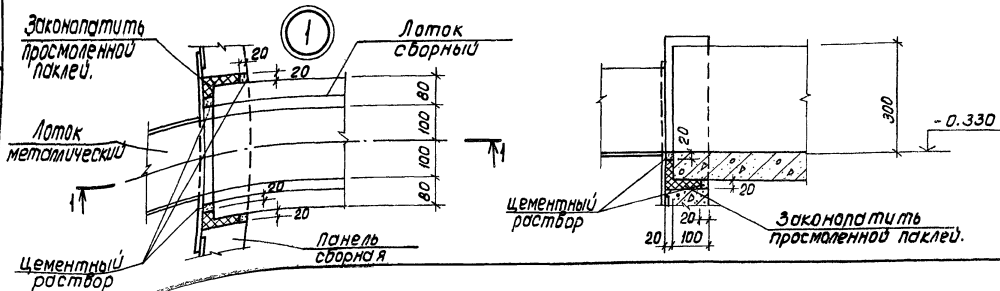 Законопатить
просмоленной
паклей.
1
Лоток
сборный
20
20
80
100
100
80
Лоток
металлический
1
1
20
20
Панель
сборная
Цементный
раствор
300
-0.330
20
20
цементный
раствор
20
20
100
Законопатить
просмоленной паклей.